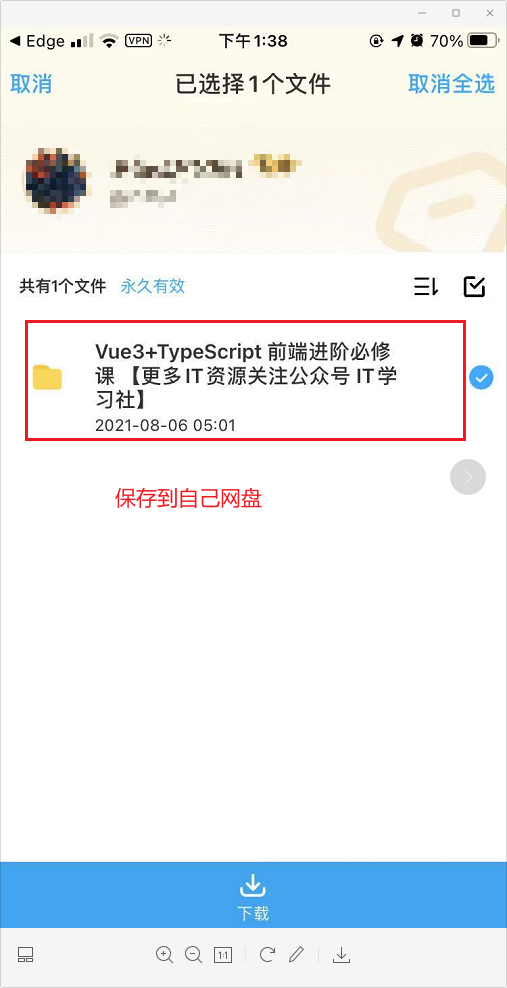 Edge VPN 下午1:38 70%
取消 已选择1个文件 取消全选
共有1个文件 永久有效
Vue3+TypeScript 前端进阶必修
课 【更多IT资源关注公众号 IT学
习社】
2021-08-06 05:01
保存到自己网盘
下载
1:1